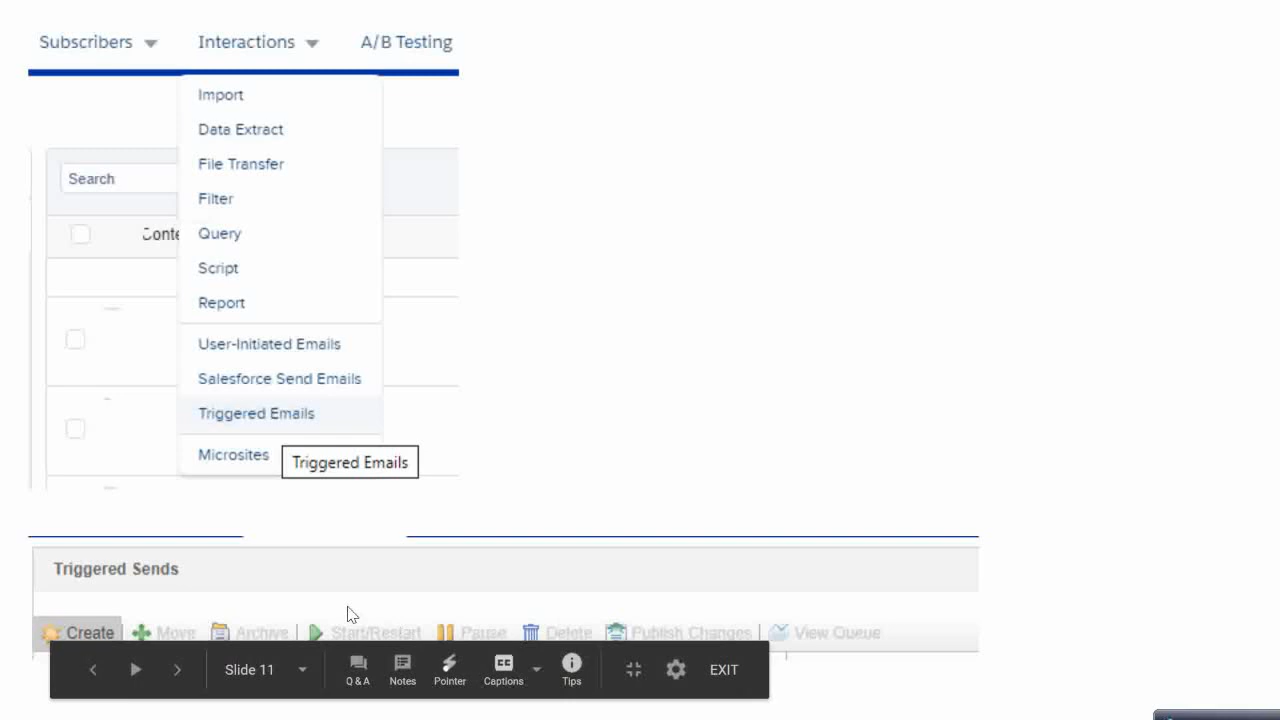 Subscribers Interactions A/B Testing
Import
Data Extract
File Transfer
Search
Filter
Conte
Query
Script
Report
User-Initiated Emails
Salesforce Send Emails
Triggered Emails
Microsites
Triggered Emails
Triggered Sends
Create Move Archive Start/Restart Pause Delete Publish Changes View Queue
Slide 11 Q & A Notes Pointer CC Captions Tips EXIT